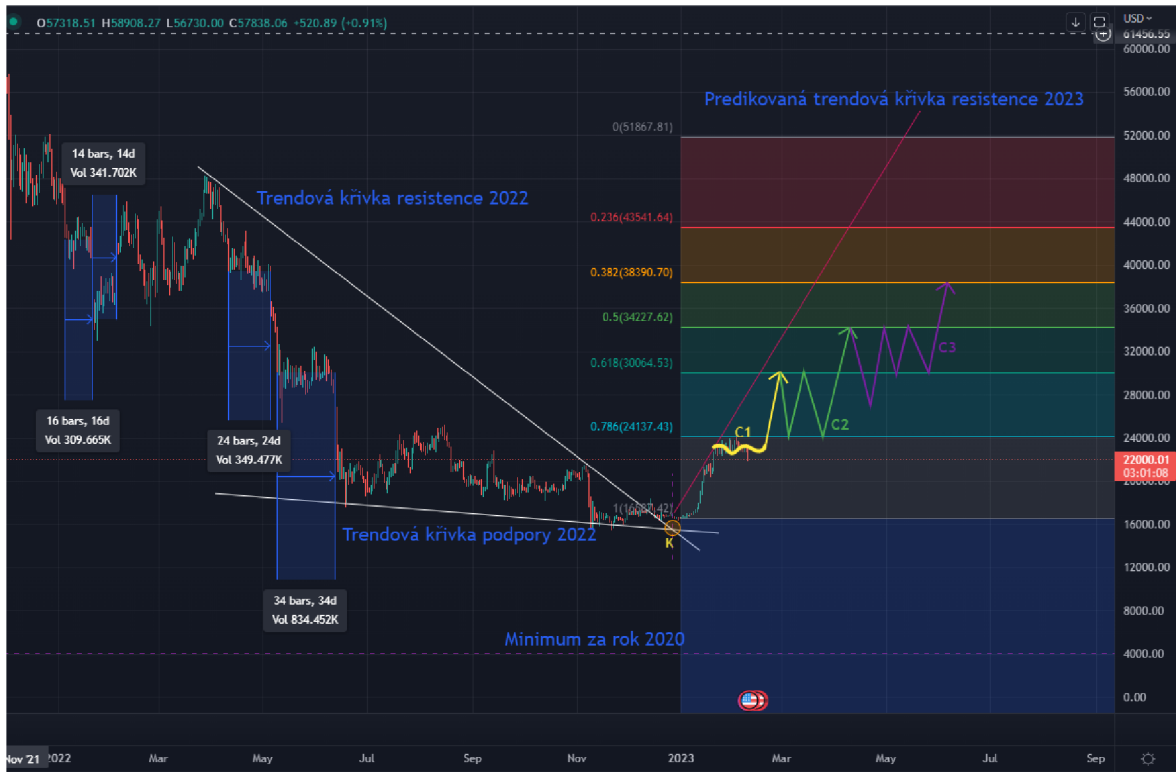 O57318.51 H58908.27 L56730.00 C57838.06 +520.89 (+0.91%)
USD
61456.55
60000.00
56000.00
Predikovaná trendová křivka resistence 2023
0(51867.81)
52000.00
14 bars, 14d
Vol 341.702K
48000.00
Trendová křivka resistence 2022
0.236(43541.64)
44000.00
0.382(38390.70)
40000.00
36000.00
0.5(34227.62)
C3
32000.00
0.618(30064.53)
28000.00
16 bars, 16d
Vol 309.665K
0.786(24137.43)
C1
C2
24000.00
24 bars, 24d
Vol 349.477K
22000.01
03:01:08
20000.00
Trendová křivka podpory 2022
K
16000.00
12000.00
34 bars, 34d
Vol 834.452K
8000.00
Minimum za rok 2020
4000.00
0.00
Nov '21 2022 Mar May Jul Sep Nov 2023 Mar May Jul Sep